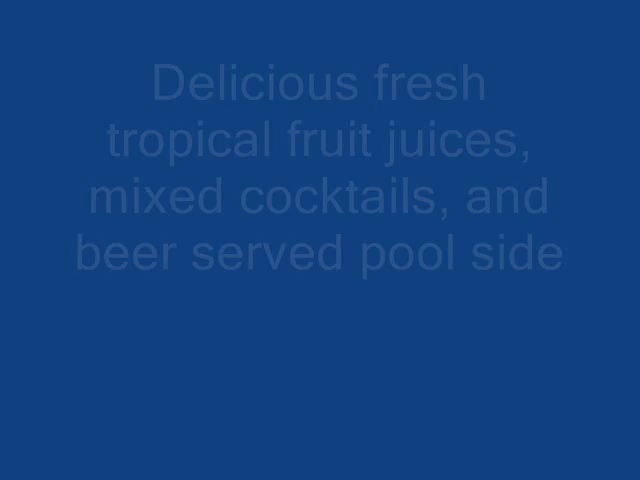 Delicious fresh
tropical fruit juices,
mixed cocktails, and
beer served pool side